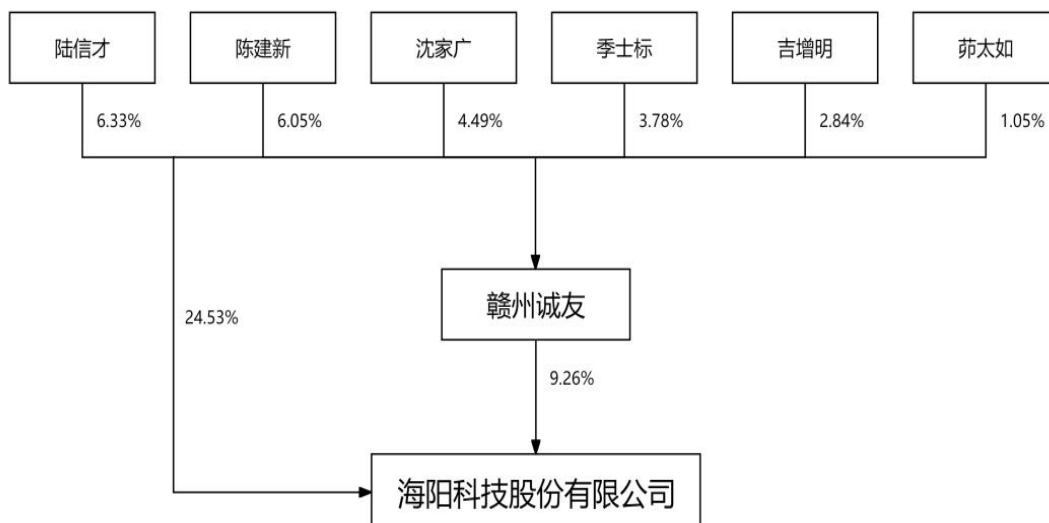 陆信才
陈建新
沈家广
季士标
吉增明
茆太如
6.33%
6.05%
4.49%
3.78%
2.84%
1.05%
赣州诚友
24.53%
9.26%
海阳科技股份有限公司